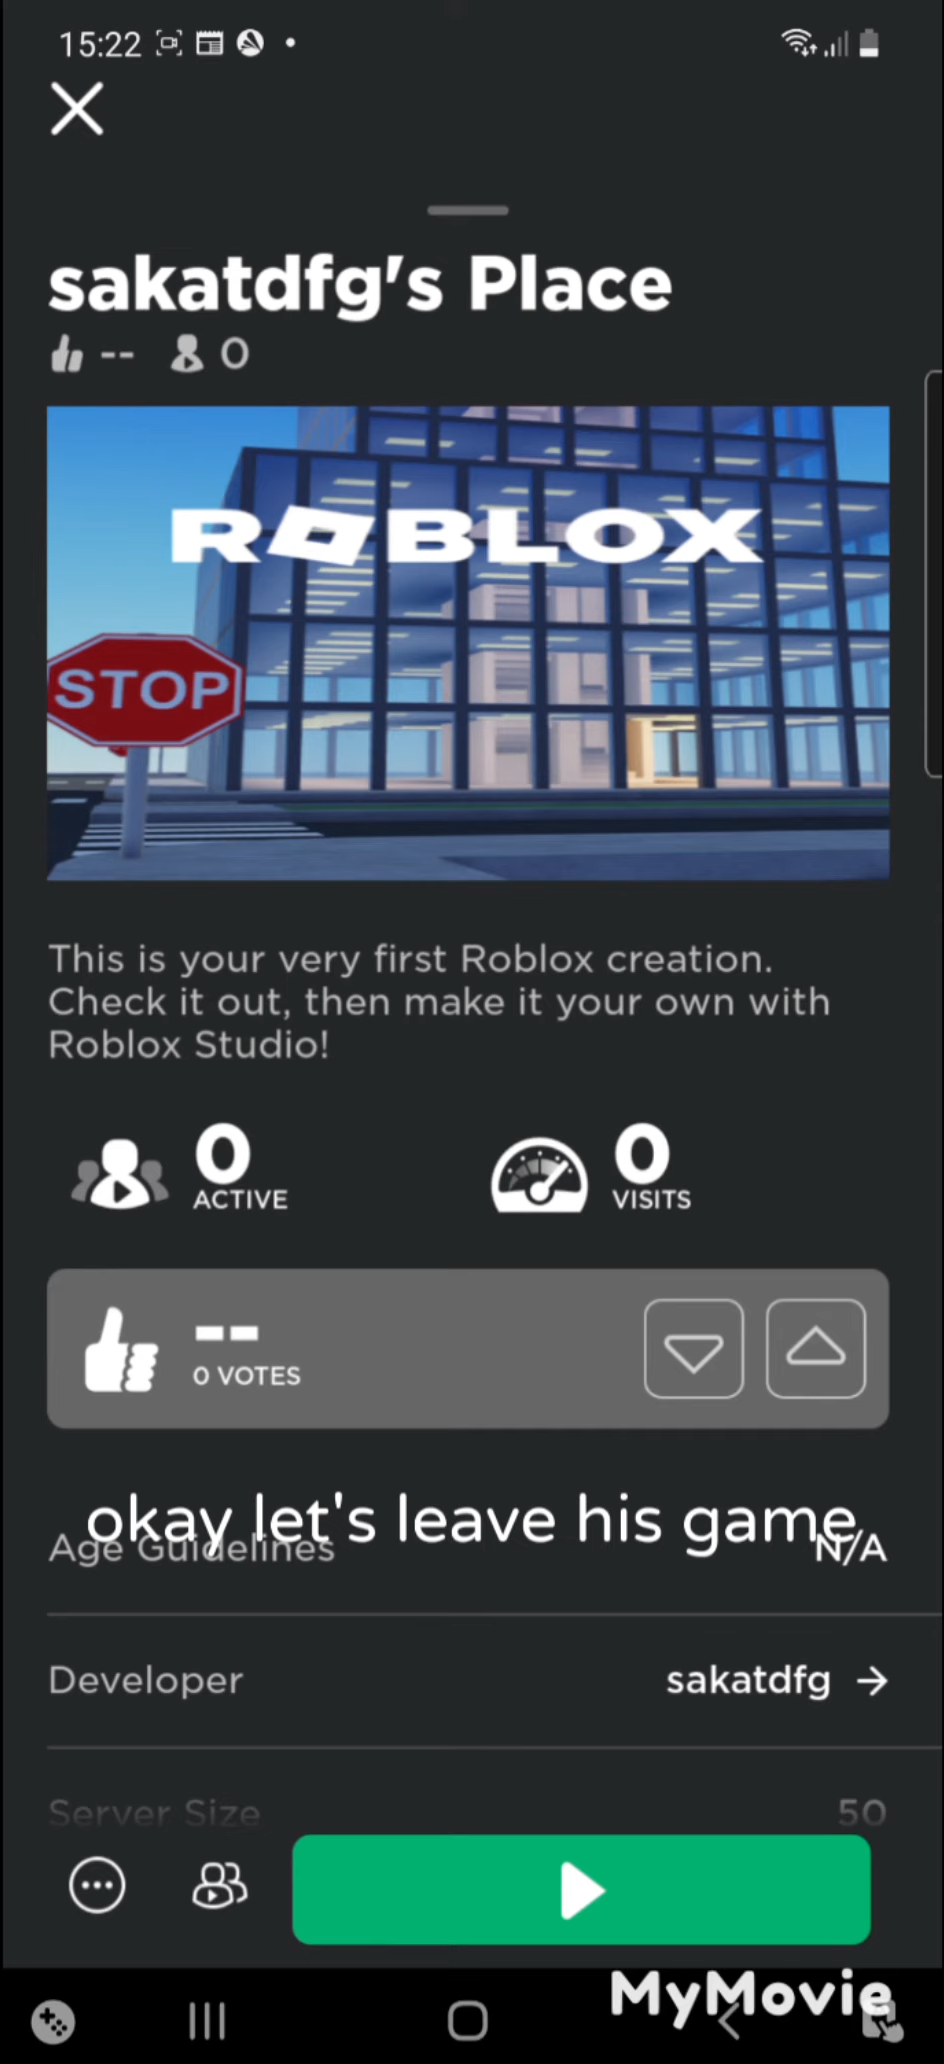 15:22
sakatdfg's Place
-- 0
ROBLOX
STOP
This is your very first Roblox creation.
Check it out, then make it your own with
Roblox Studio!
0
ACTIVE
0
VISITS
--
0 VOTES
okay let's leave his game
Age Guidelines N/A
Developer sakatdfg
Server Size 50
MyMovie